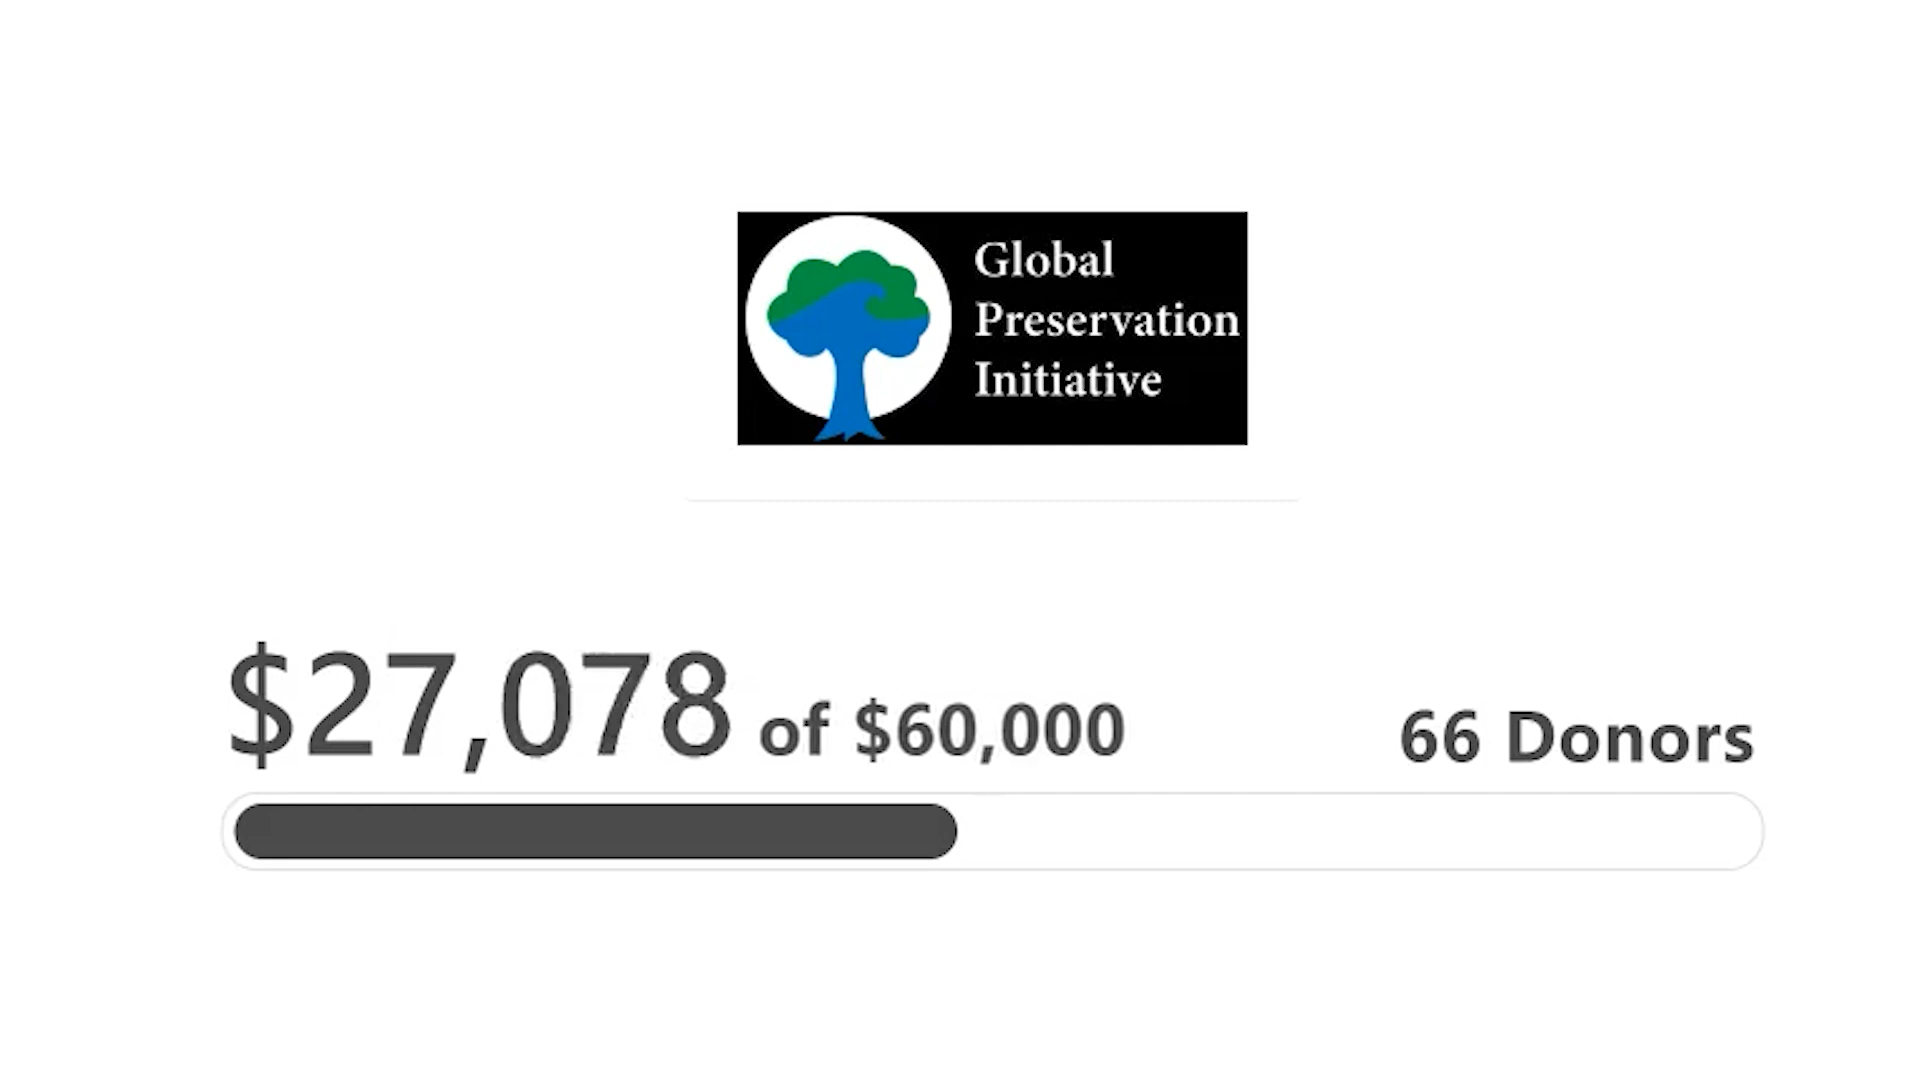 Global
Preservation
Initiative
$27,078 of $60,000
66 Donors